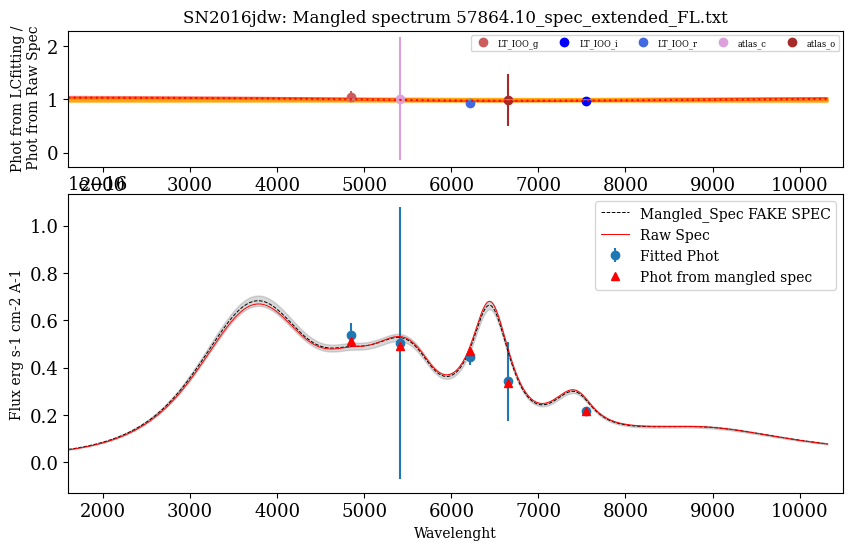 SN2016jdw: Mangled spectrum 57864.10_spec_extended_FL.txt
Phot from LCfitting /
Phot from Raw Spec
2
1
0
LT_IOO_g LT_IOO_i LT_IOO_r atlas_c atlas_o
2000 3000 4000 5000 6000 7000 8000 9000 10000
1e−16
Flux erg s-1 cm-2 A-1
1.0
0.8
0.6
0.4
0.2
0.0
Mangled_Spec FAKE SPEC
Raw Spec
Fitted Phot
Phot from mangled spec
2000 3000 4000 5000 6000 7000 8000 9000 10000
Wavelenght